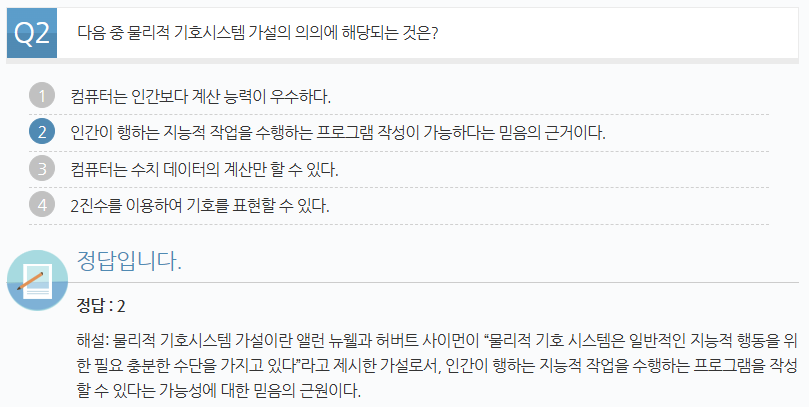 Q2 다음 중 물리적 기호시스템 가설의 의의에 해당되는 것은?
1 컴퓨터는 인간보다 계산 능력이 우수하다.
2 인간이 행하는 지능적 작업을 수행하는 프로그램 작성이 가능하다는 믿음의 근거이다.
3 컴퓨터는 수치 데이터의 계산만 할 수 있다.
4 2진수를 이용하여 기호를 표현할 수 있다.
정답입니다.
정답 : 2
해설: 물리적 기호시스템 가설이란 앨런 뉴웰과 허버트 사이먼이 “물리적 기호 시스템은 일반적인 지능적 행동을 위
한 필요 충분한 수단을 가지고 있다”라고 제시한 가설로서, 인간이 행하는 지능적 작업을 수행하는 프로그램을 작성
할 수 있다는 가능성에 대한 믿음의 근원이다.